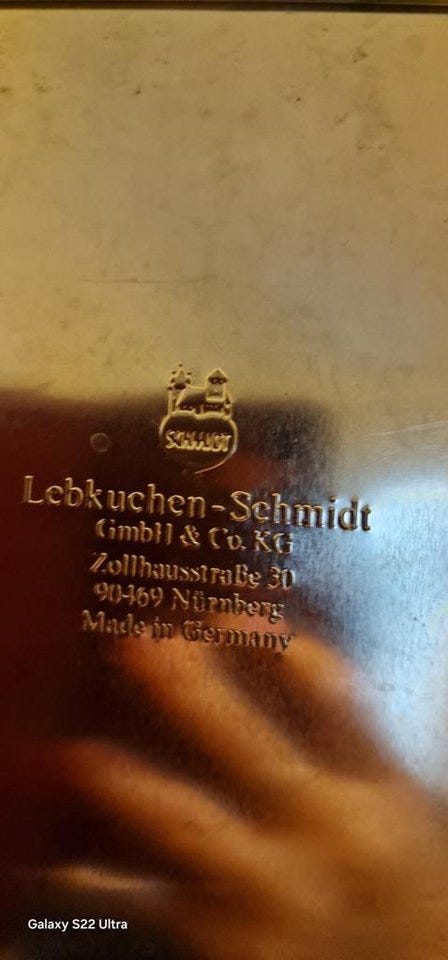 SCHMIDT
Lebkuchen-Schmidt
GmbH & Co. KG
Zollhausstraße 30
90469 Nürnberg
Made in Germany
Galaxy S22 Ultra